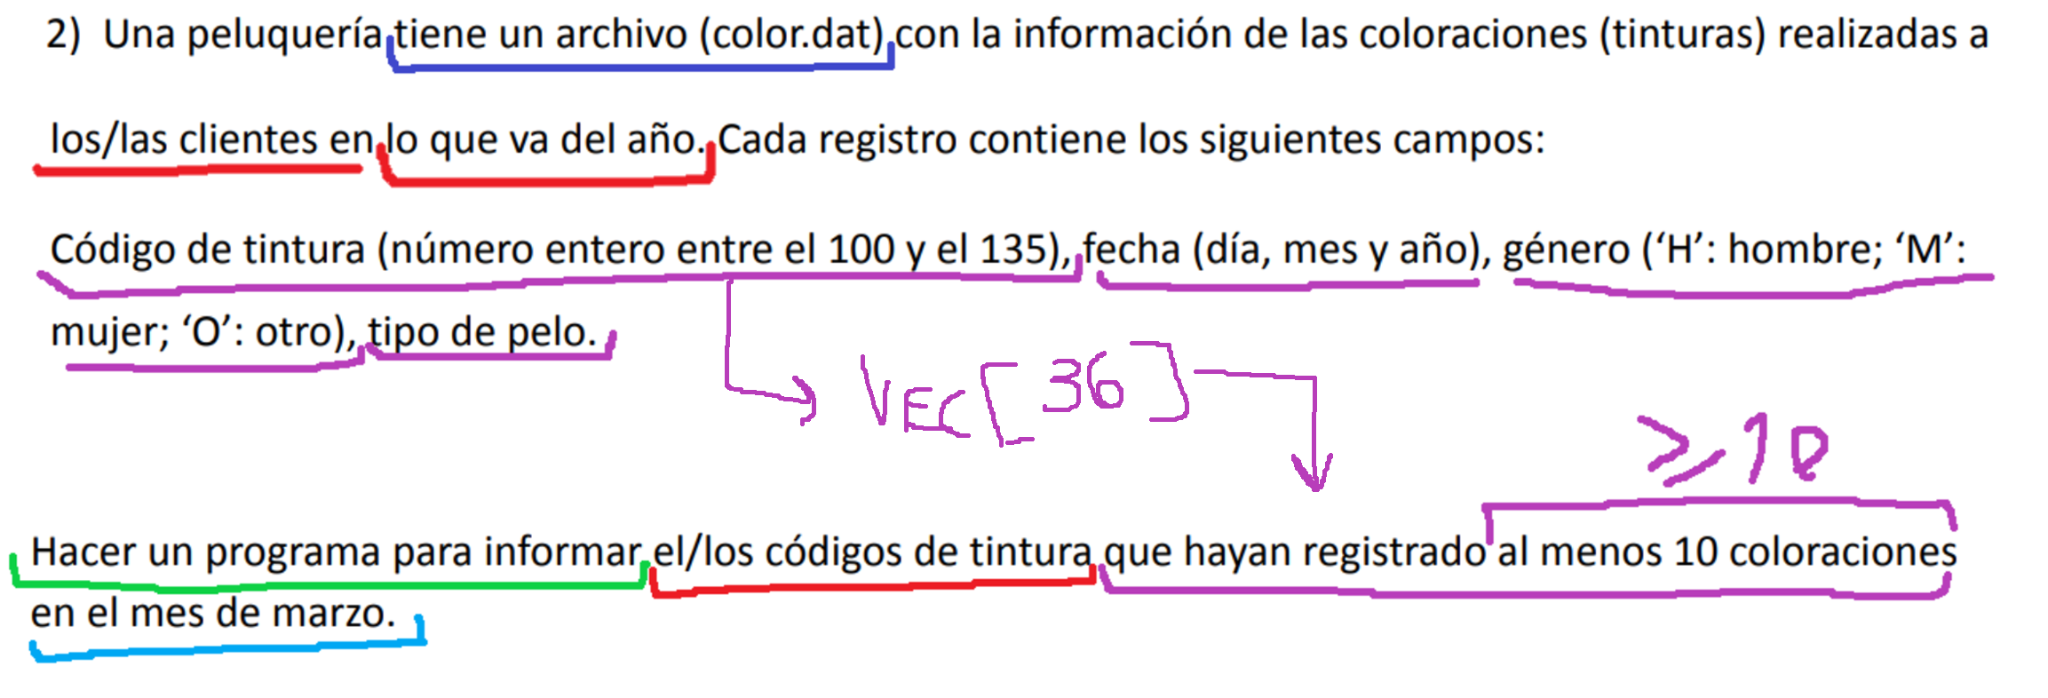 2) Una peluquería tiene un archivo (color.dat) con la información de las coloraciones (tinturas) realizadas a
los/las clientes en lo que va del año. Cada registro contiene los siguientes campos:
Código de tintura (número entero entre el 100 y el 135), fecha (día, mes y año), género (‘H’: hombre; ‘M’:
mujer; ‘O’: otro), tipo de pelo.
VEC[36]
≥10
Hacer un programa para informar el/los códigos de tintura que hayan registrado al menos 10 coloraciones
en el mes de marzo.